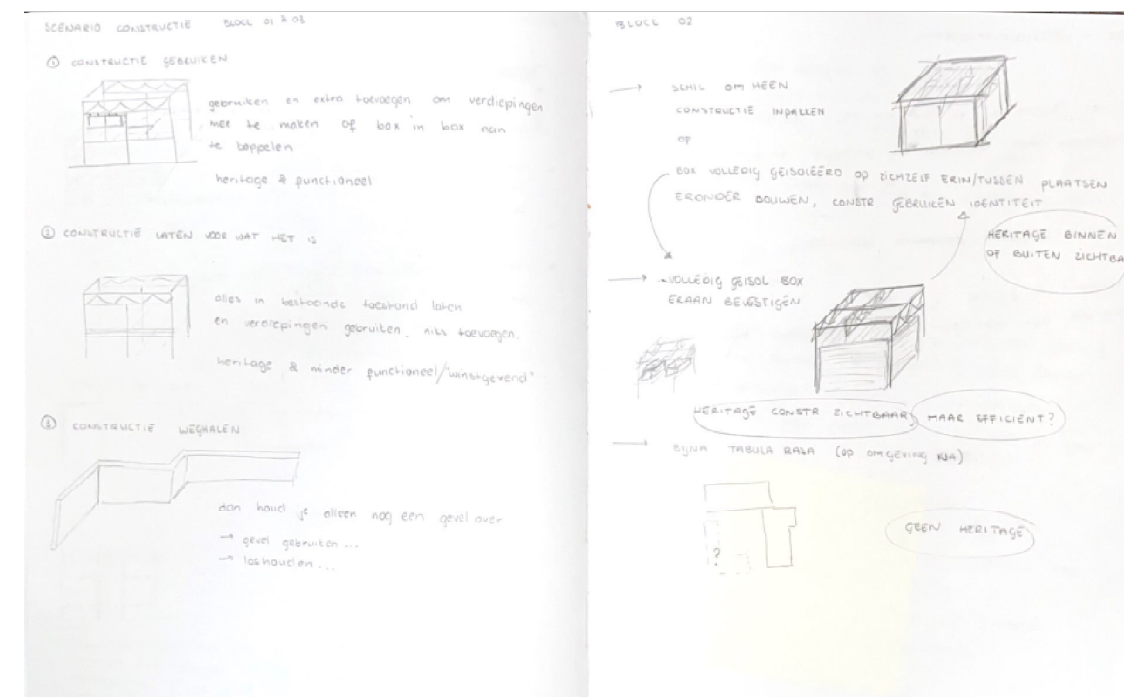 SCENARIO CONSTRUCTIE BLOCK 01 & 03
① CONSTRUCTIE GEBRUIKEN
gebruiken en extra toevoegen om verdiepingen
mee te maken of box in box aan
te koppelen
heritage & functioneel
② CONSTRUCTIE LATEN VOOR WAT HET IS
alles in bestaande toestand laten
en verdiepingen gebruiken, niks toevoegen.
heritage & minder functioneel/"winstgevend"
③ CONSTRUCTIE WEGHALEN
dan houd je alleen nog een gevel over
→ gevel gebruiken ...
→ loshouden ...
BLOCK 02
→ SCHIL OM HEEN
CONSTRUCTIE INPAKKEN
OF
BOX VOLLEDIG GEISOLEERD OP ZICHZELF ERIN/TUSSEN PLAATSEN
ERONDER BOUWEN, CONSTR GEBRUIKEN IDENTITEIT
HERITAGE BINNEN
OF BUITEN ZICHTBA
→ VOLLEDIG GEISOL BOX
ERAAN BEVESTIGEN
HERITAGE CONSTR ZICHTBAAR, MAAR EFFICIENT?
→ BIJNA TABULA RASA (op omgeving NA)
?
GEEN HERITAGE